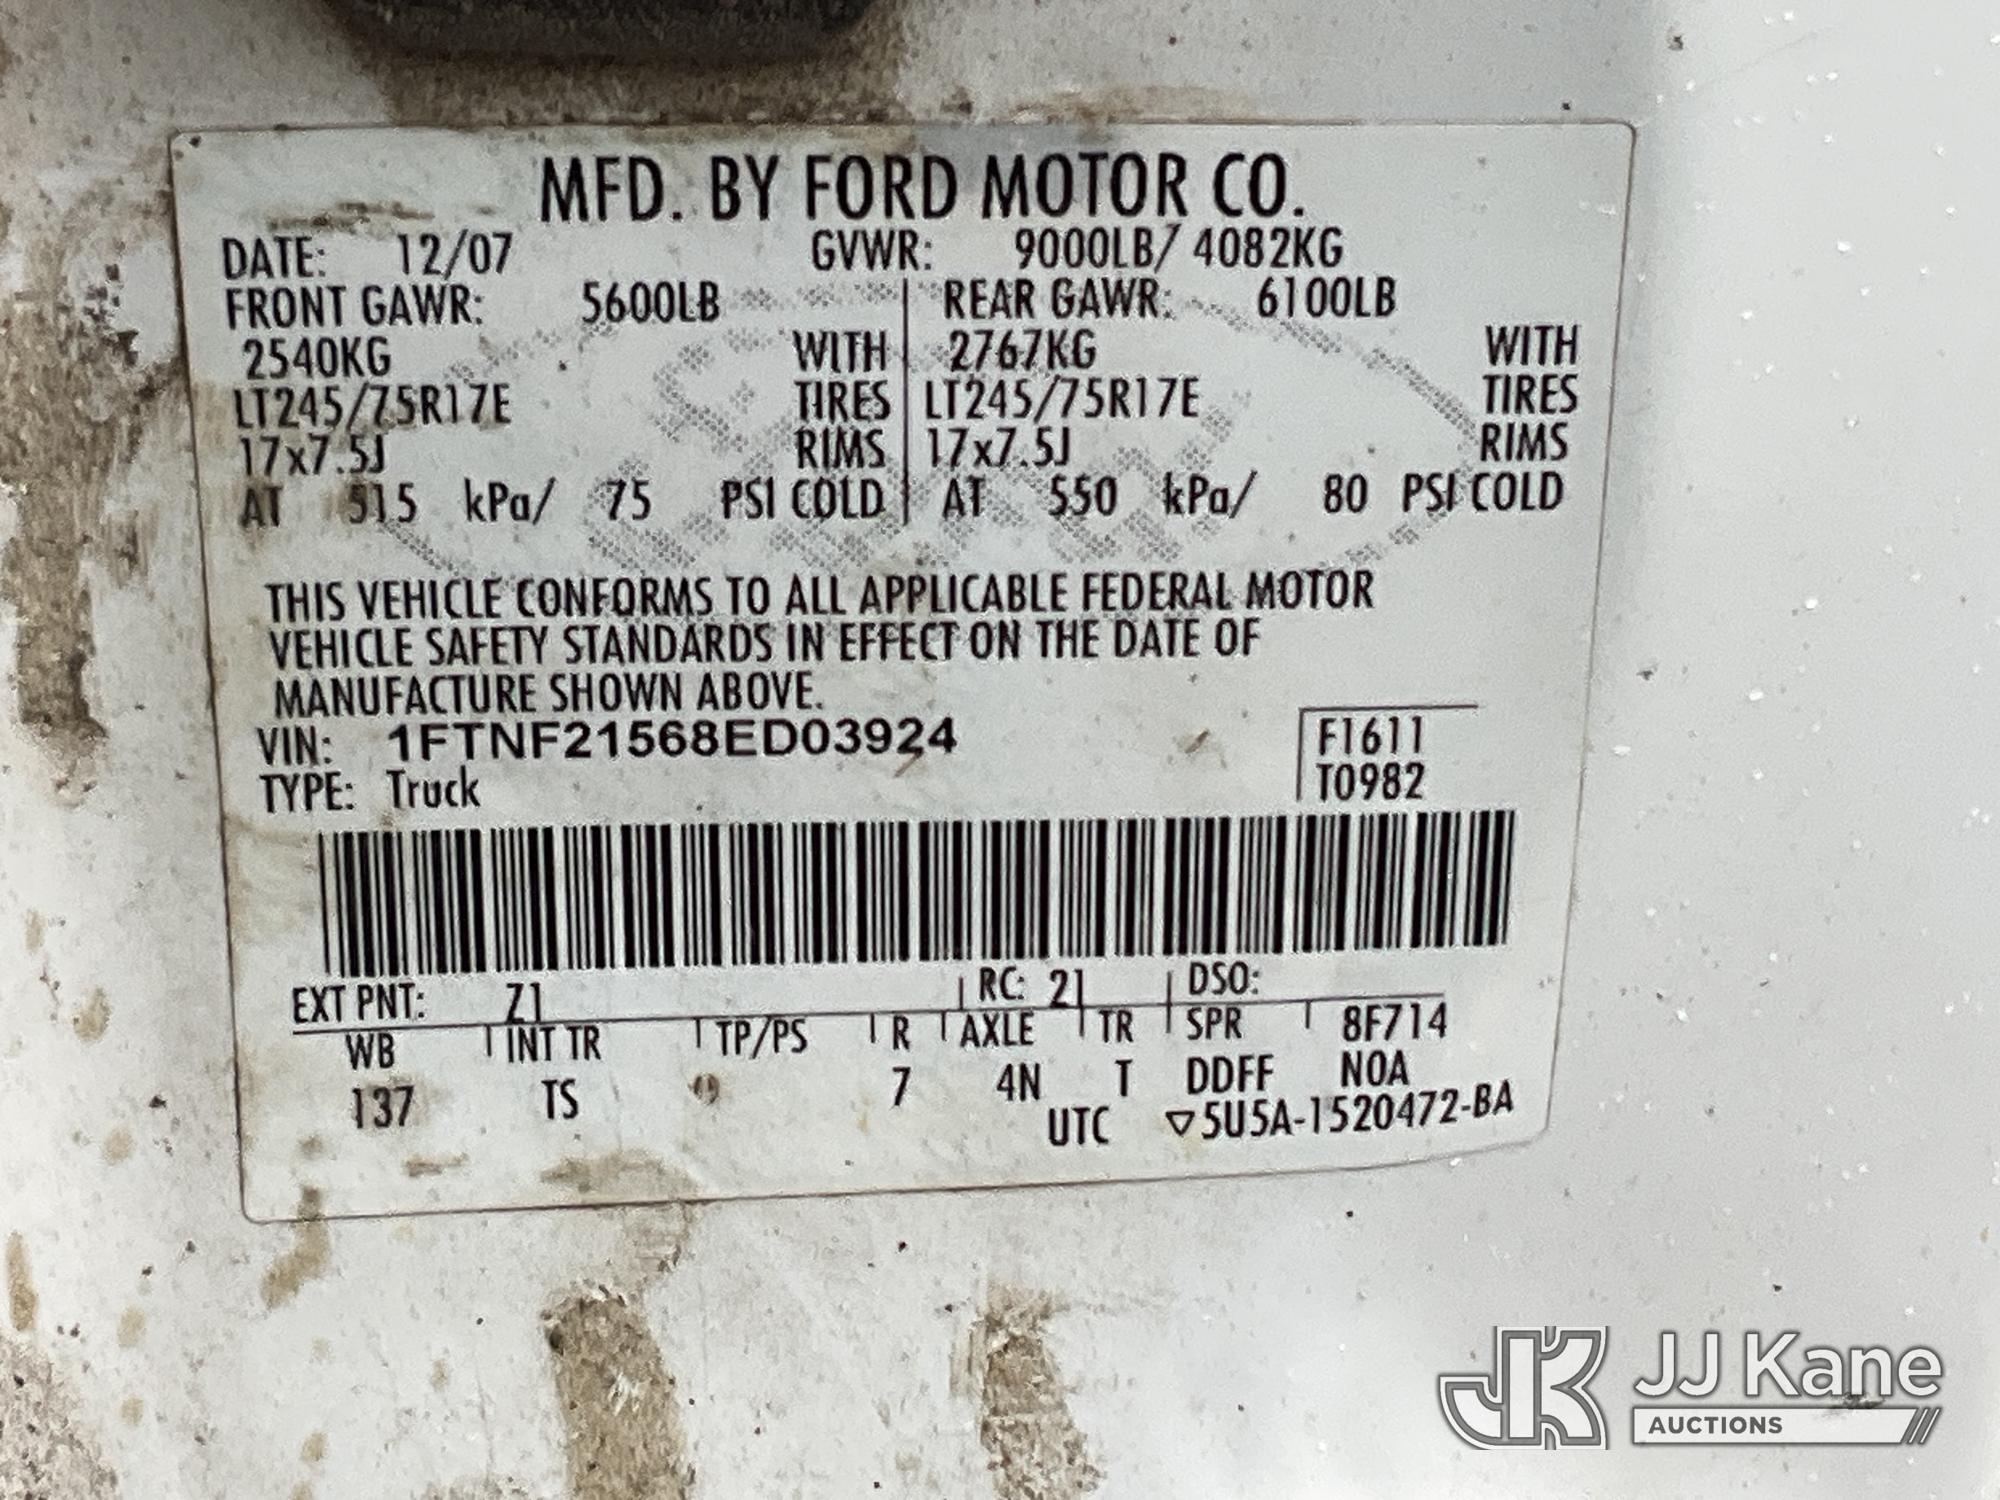 MFD. BY FORD MOTOR CO.
DATE: 12/07 GVWR: 9000LB/ 4082KG
FRONT GAWR: 5600LB REAR GAWR: 6100LB
2540KG WITH 2767KG WITH
LT245/75R17E TIRES LT245/75R17E TIRES
17x7.5J RIMS 17x7.5J RIMS
AT 515 kPa/ 75 PSI COLD AT 550 kPa/ 80 PSI COLD
THIS VEHICLE CONFORMS TO ALL APPLICABLE FEDERAL MOTOR
VEHICLE SAFETY STANDARDS IN EFFECT ON THE DATE OF
MANUFACTURE SHOWN ABOVE.
VIN: 1FTNF21568ED03924 F1611
TYPE: Truck T0982
EXT PNT: Z1 RC: 21 DSO:
WB INT TR TP/PS R AXLE TR SPR 8F714
137 TS 7 4N T DDFF NOA
UTC ▽5U5A-1520472-BA
JJ Kane
AUCTIONS